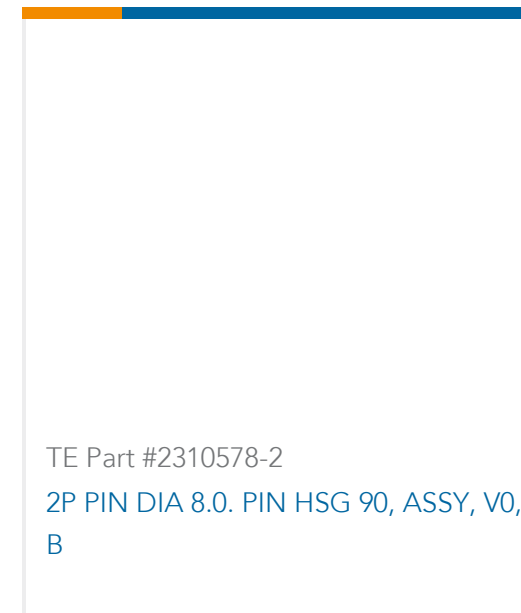 TE Part #2310578-2
2P PIN DIA 8.0. PIN HSG 90, ASSY, V0,
B